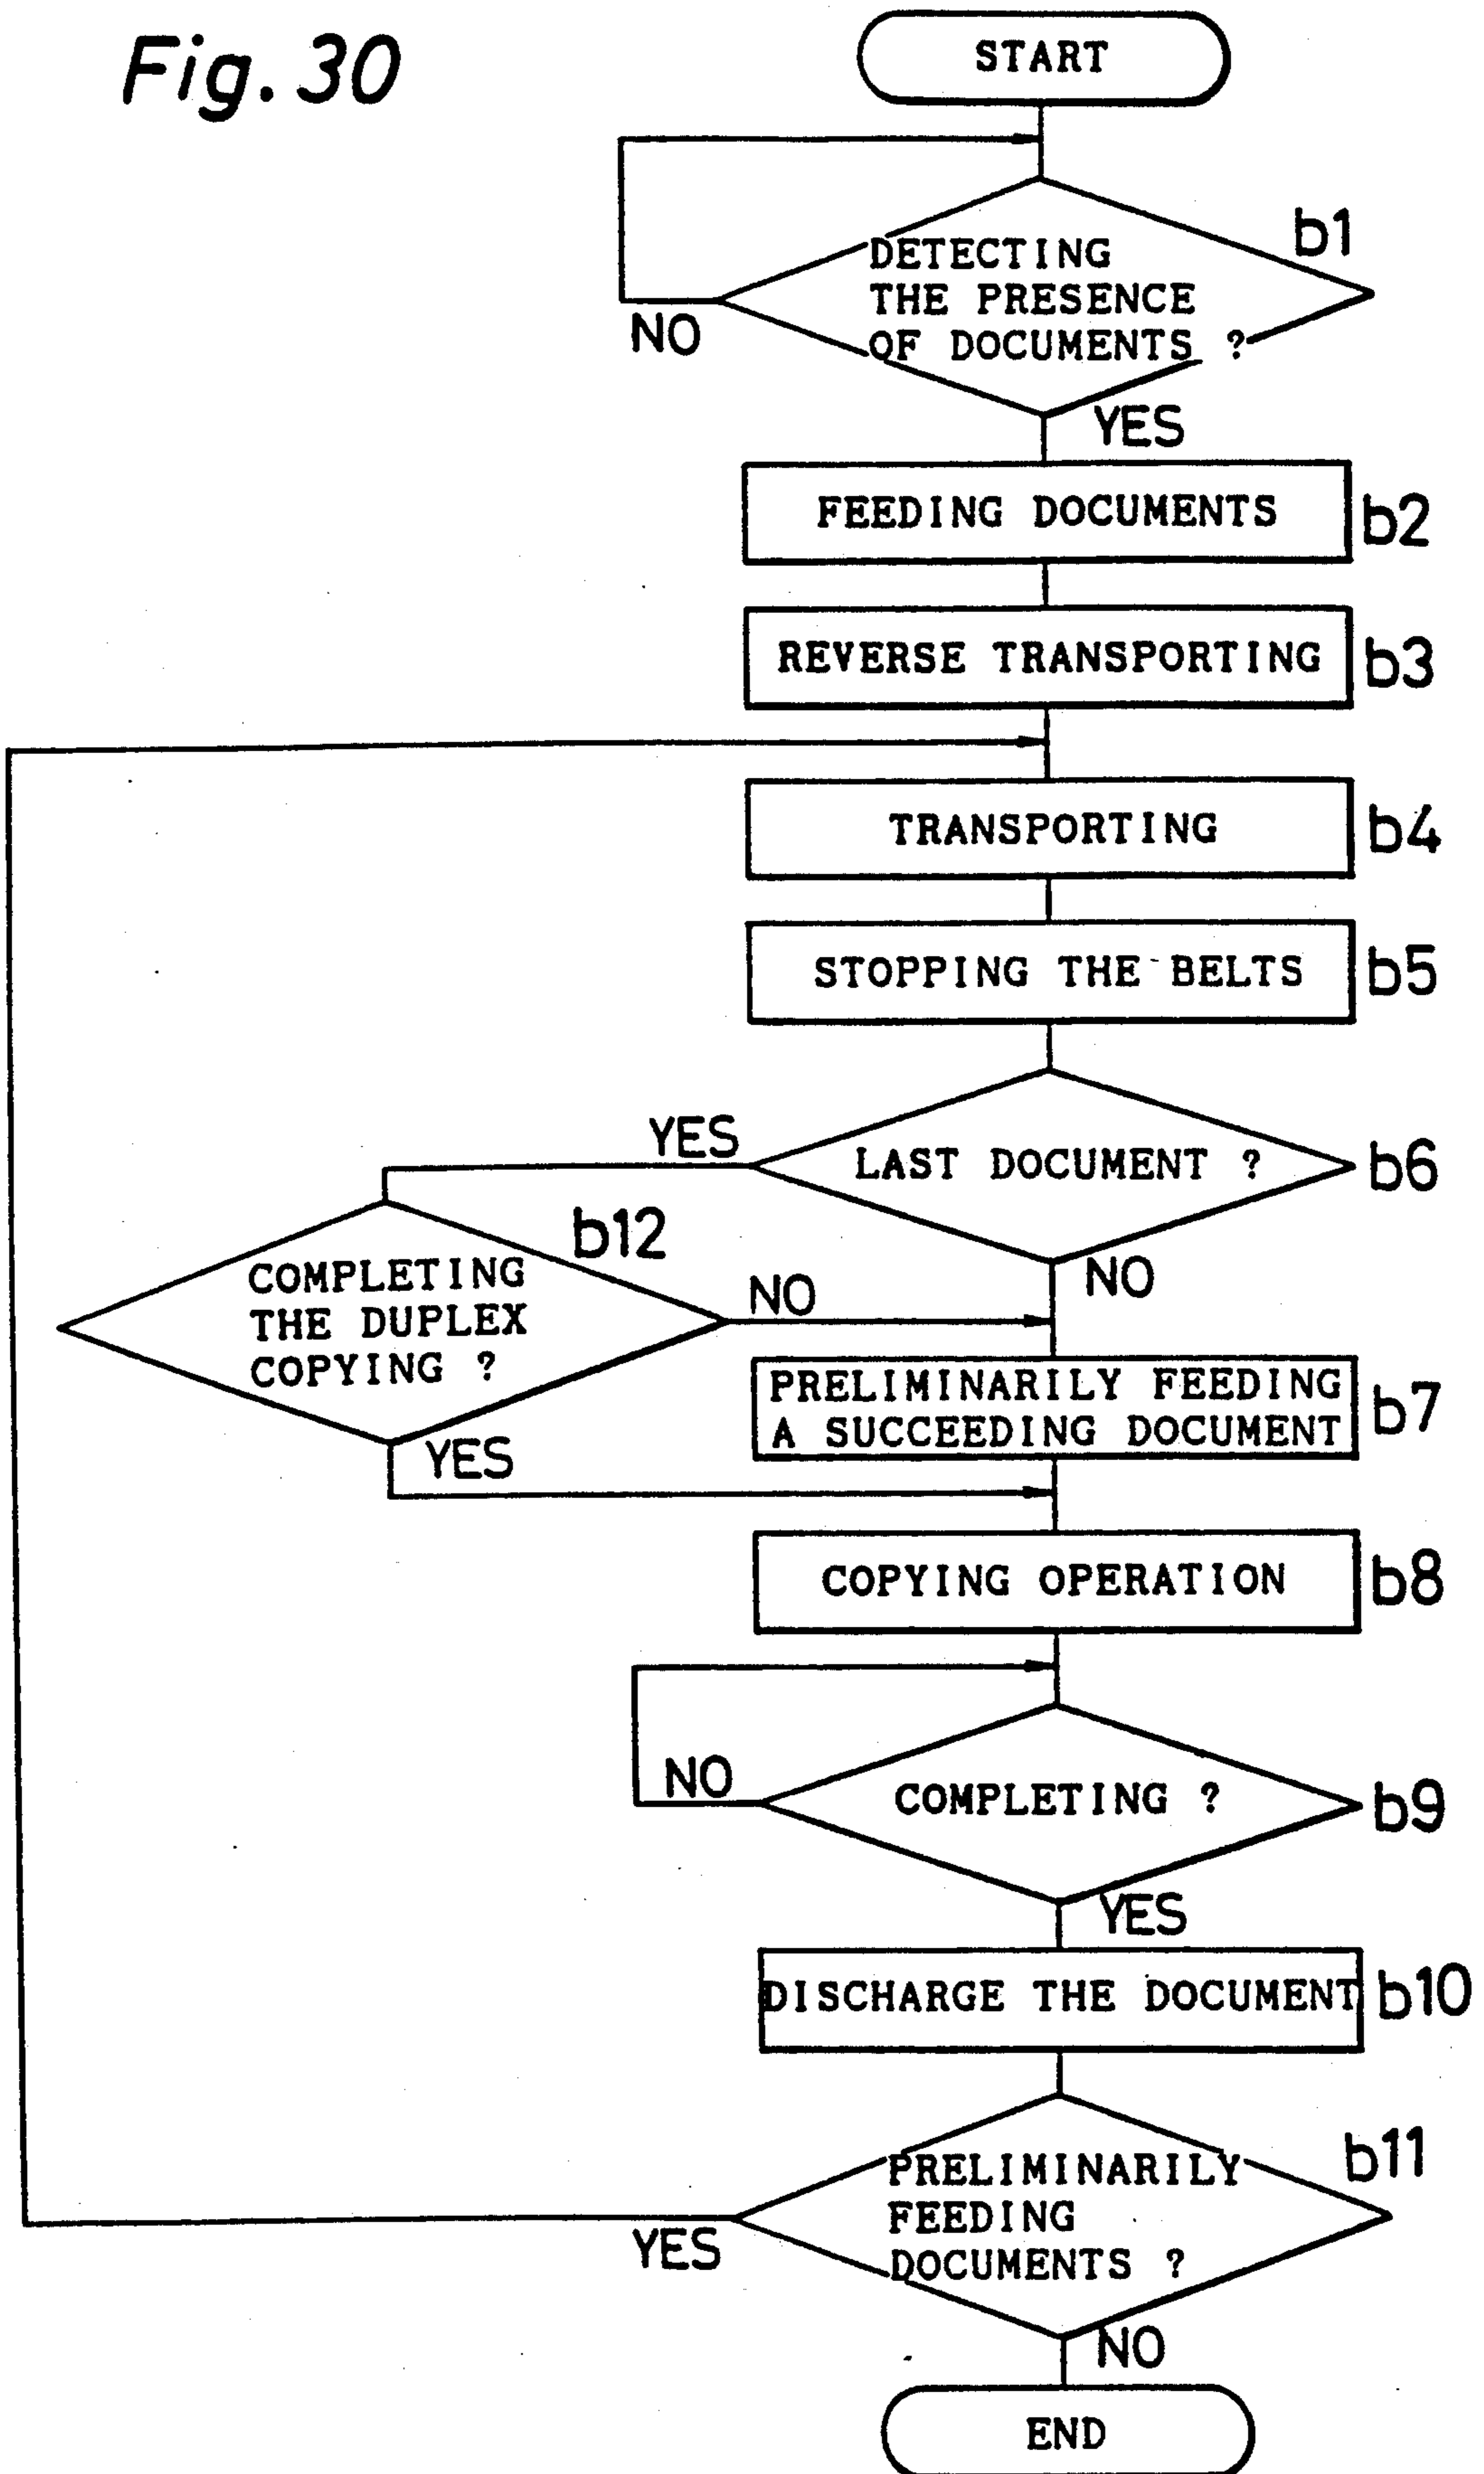 Fig. 30
START
b1
DETECTING
THE PRESENCE
OF DOCUMENTS ?
NO
YES
FEEDING DOCUMENTS
b2
REVERSE TRANSPORTING
b3
TRANSPORTING
b4
STOPPING THE BELTS
b5
YES
LAST DOCUMENT ?
b6
b12
NO
COMPLETING
THE DUPLEX
COPYING ?
NO
PRELIMINARILY FEEDING
A SUCCEEDING DOCUMENT
b7
YES
COPYING OPERATION
b8
NO
COMPLETING ?
b9
YES
DISCHARGE THE DOCUMENT
b10
b11
PRELIMINARILY
FEEDING
DOCUMENTS ?
YES
NO
END